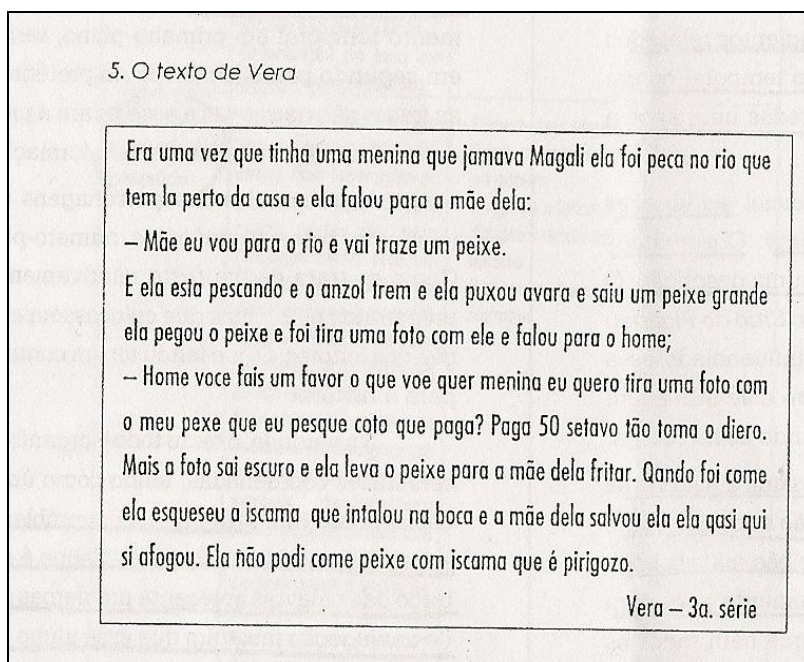 5. O texto de Vera
Era uma vez que tinha uma menina que jamava Magali ela foi peca no rio que
tem la perto da casa e ela falou para a mãe dela:
– Mãe eu vou para o rio e vai traze um peixe.
E ela esta pescando e o anzol trem e ela puxou avara e saiu um peixe grande
ela pegou o peixe e foi tira uma foto com ele e falou para o home;
– Home voce fais um favor o que voe quer menina eu quero tira uma foto com
o meu pexe que eu pesque coto que paga? Paga 50 setavo tão toma o diero.
Mais a foto sai escuro e ela leva o peixe para a mãe dela fritar. Qando foi come
ela esqueseu a iscama que intalou na boca e a mãe dela salvou ela ela qasi qui
si afogou. Ela ñão podi come peixe com iscama que é pirigozo.
Vera – 3a. série